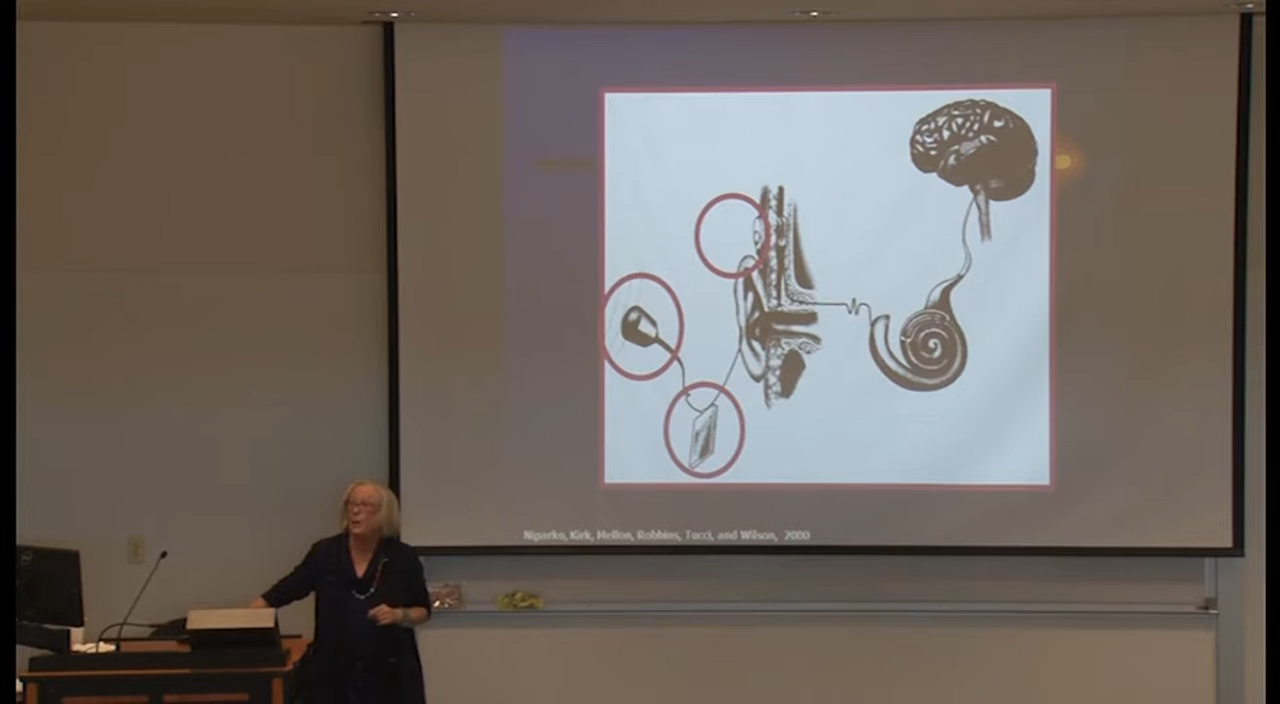 Niparko, Kirk, Mellon, Robbins, Tucci, and Wilson, 2000